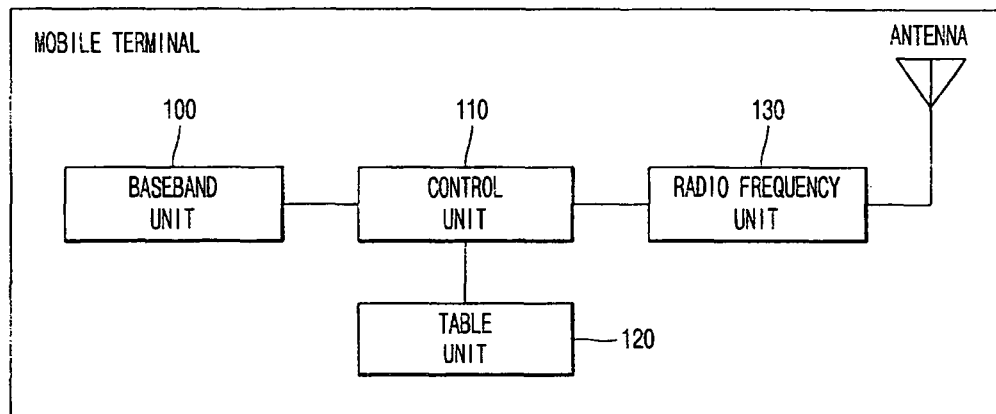 MOBILE TERMINAL
ANTENNA
100
110
130
BASEBAND
UNIT
CONTROL
UNIT
RADIO FREQUENCY
UNIT
TABLE
UNIT
120